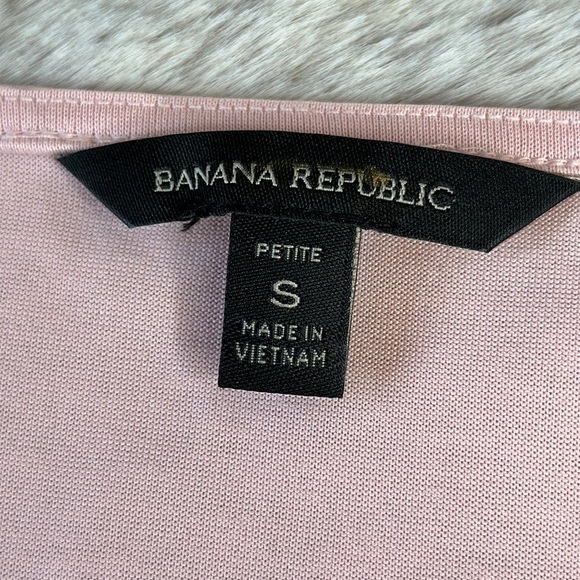 BANANA REPUBLIC
PETITE
S
MADE IN
VIETNAM